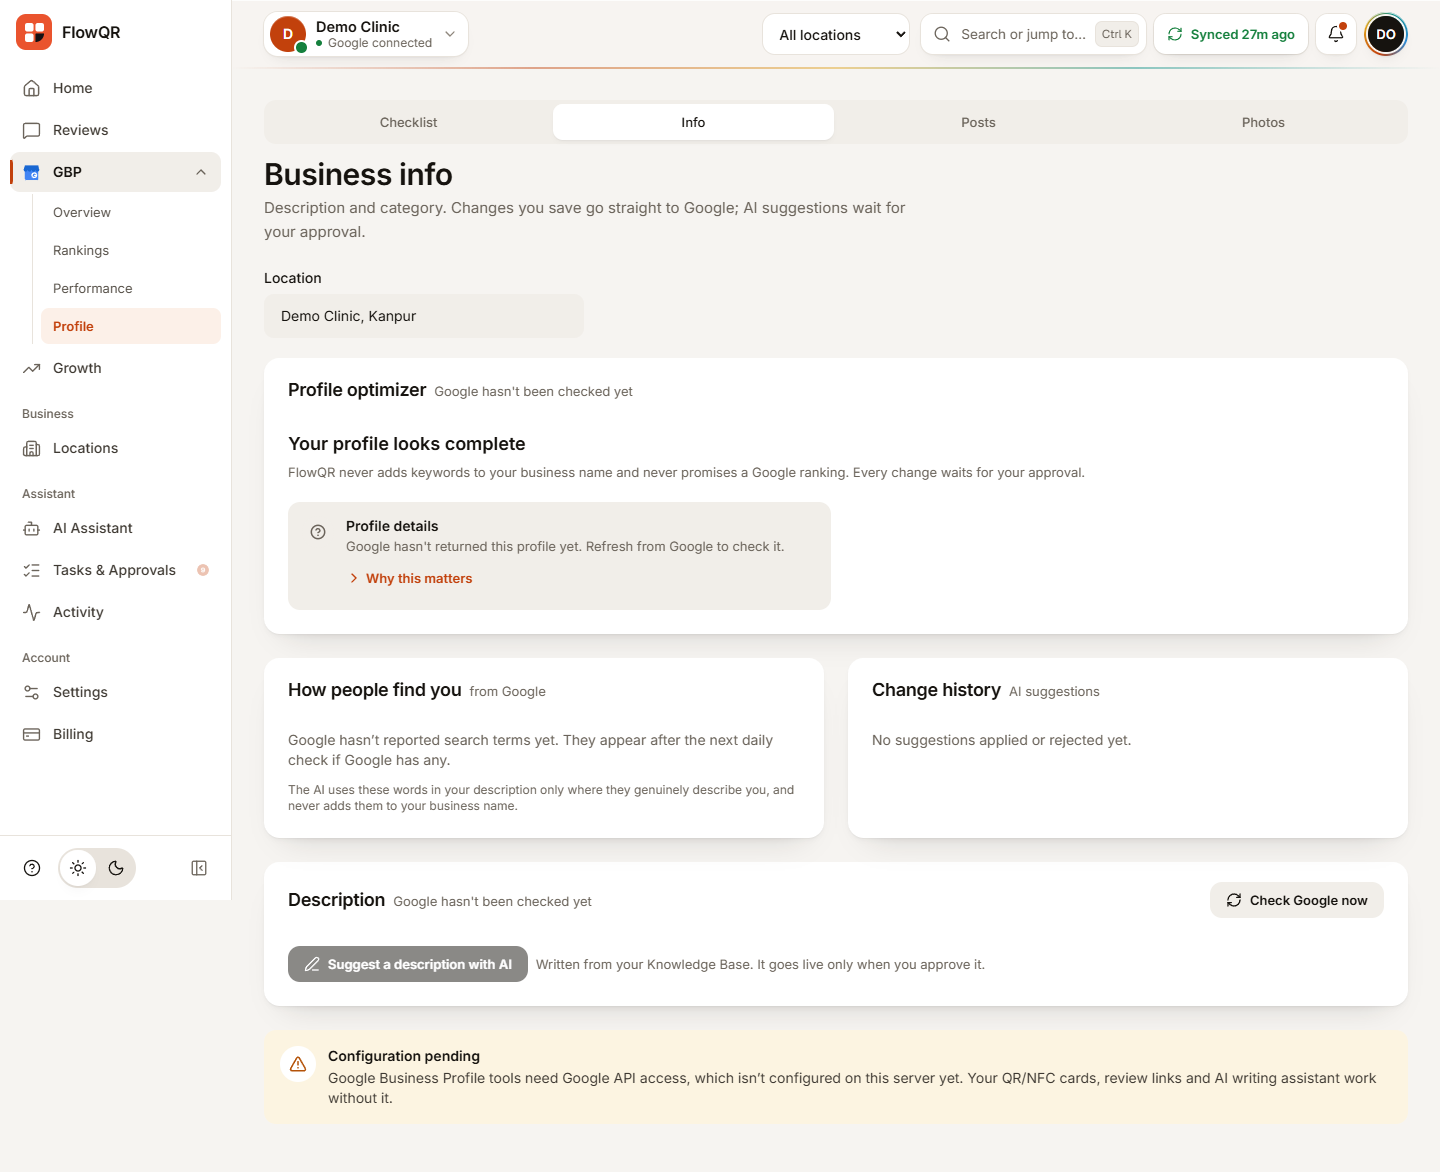 FlowQR
D
Demo Clinic
Google connected
All locations
Search or jump to...
Ctrl K
Synced 27m ago
DO
Home
Reviews
GBP
Overview
Rankings
Performance
Profile
Growth
Business
Locations
Assistant
AI Assistant
Tasks & Approvals
Activity
Account
Settings
Billing
Checklist
Info
Posts
Photos
Business info
Description and category. Changes you save go straight to Google; AI suggestions wait for
your approval.
Location
Demo Clinic, Kanpur
Profile optimizer Google hasn't been checked yet
Your profile looks complete
FlowQR never adds keywords to your business name and never promises a Google ranking. Every change waits for your approval.
Profile details
Google hasn't returned this profile yet. Refresh from Google to check it.
Why this matters
How people find you from Google
Google hasn’t reported search terms yet. They appear after the next daily
check if Google has any.
The AI uses these words in your description only where they genuinely describe you, and
never adds them to your business name.
Change history AI suggestions
No suggestions applied or rejected yet.
Description Google hasn't been checked yet
Check Google now
Suggest a description with AI
Written from your Knowledge Base. It goes live only when you approve it.
Configuration pending
Google Business Profile tools need Google API access, which isn’t configured on this server yet. Your QR/NFC cards, review links and AI writing assistant work
without it.